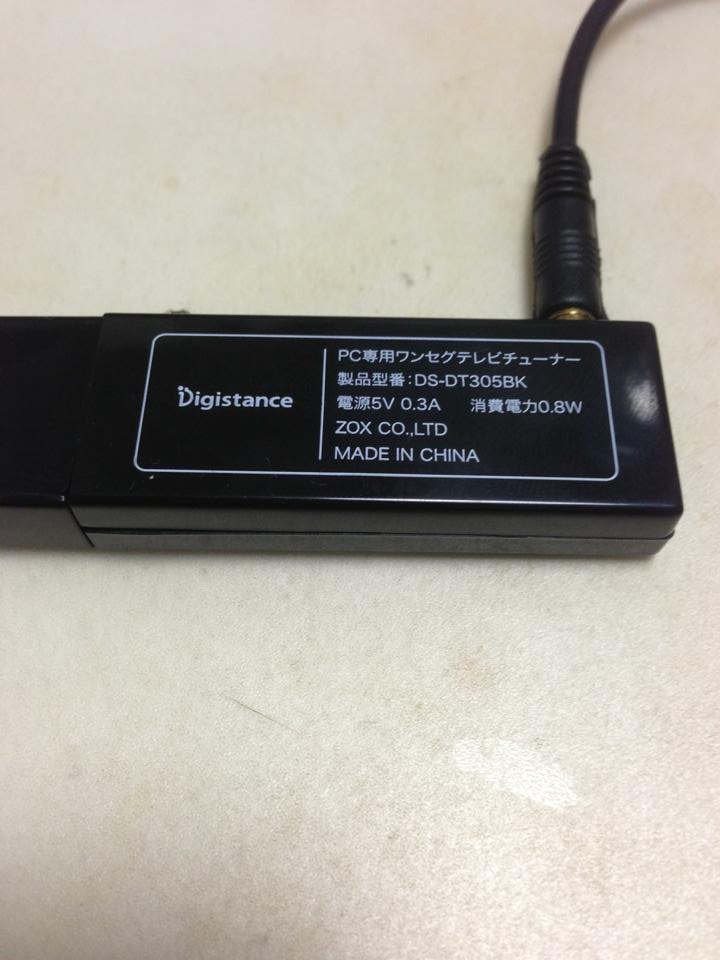 Digistance
PC専用ワンセグテレビチューナー
製品型番:DS-DT305BK
電源5V 0.3A 消費電力0.8W
ZOX CO.,LTD
MADE IN CHINA